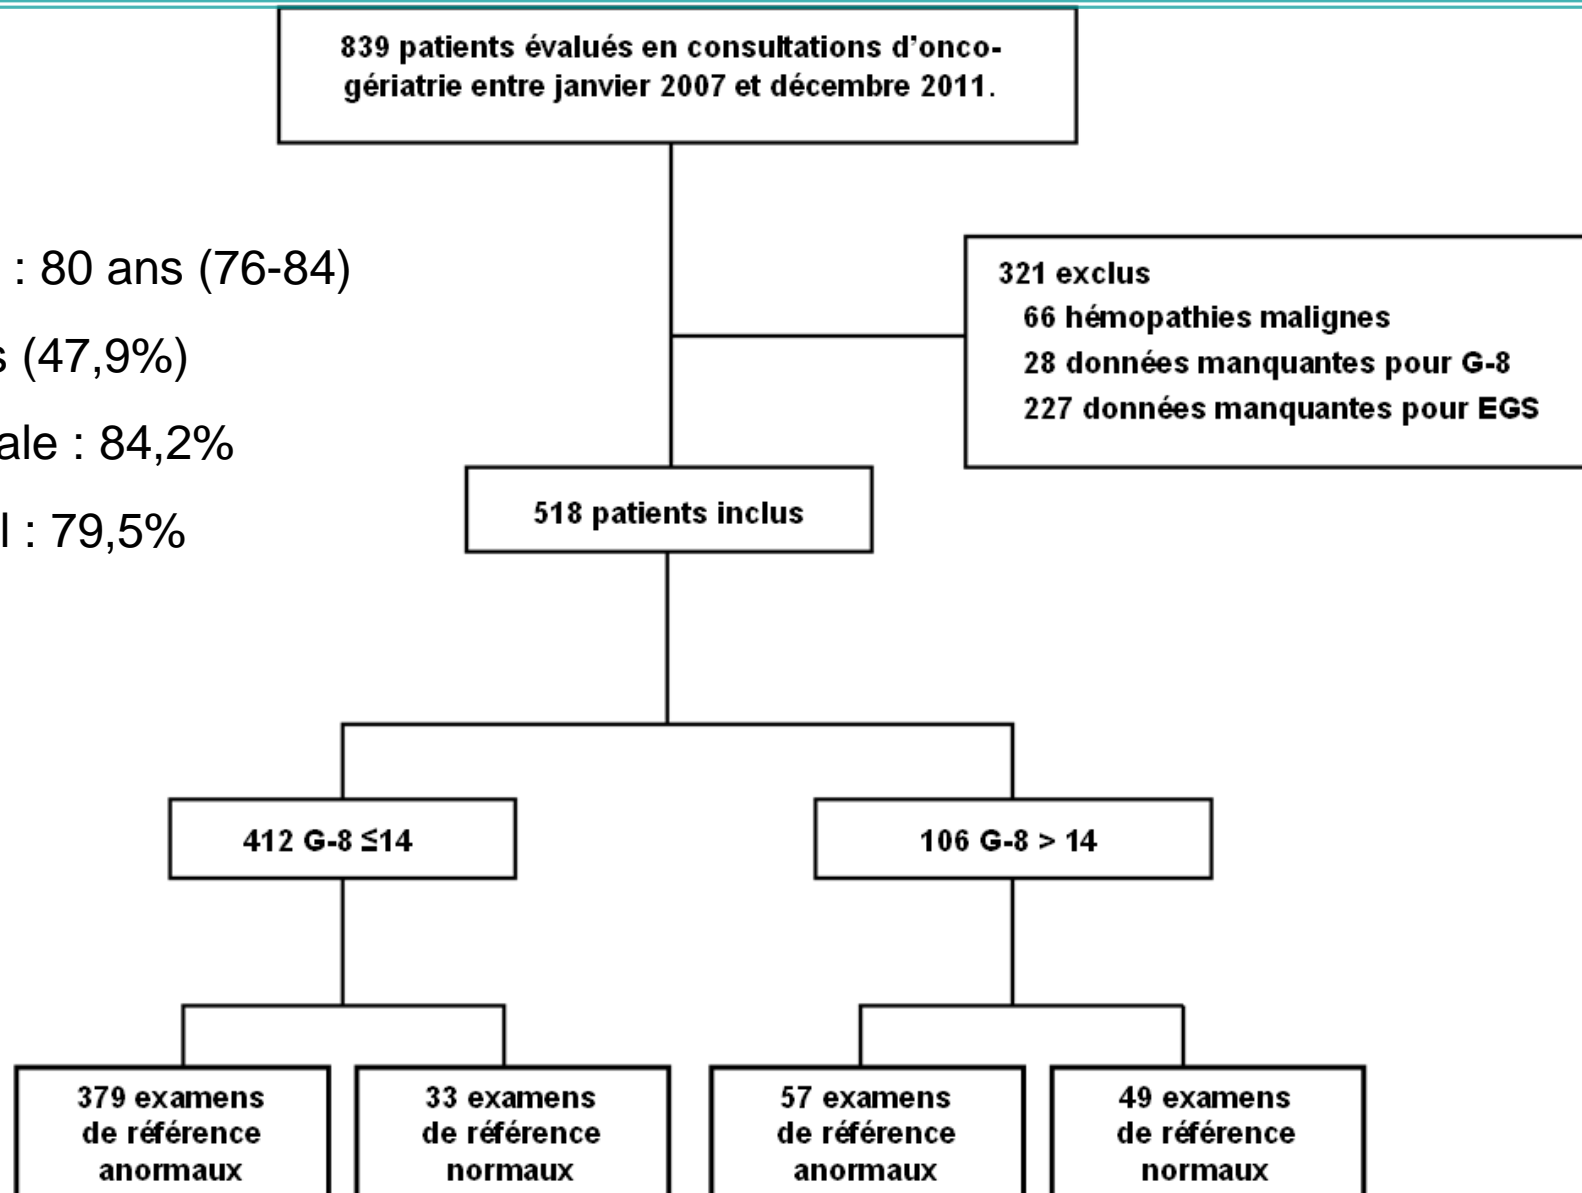 839 patients évalués en consultations d'onco-
gériatrie entre janvier 2007 et décembre 2011.
: 80 ans (76-84)
s (47,9%)
ale : 84,2%
l : 79,5%
321 exclus
66 hémopathies malignes
28 données manquantes pour G-8
227 données manquantes pour EGS
518 patients inclus
412 G-8 ≤14
106 G-8 > 14
379 examens
de référence
anormaux
33 examens
de référence
normaux
57 examens
de référence
anormaux
49 examens
de référence
normaux